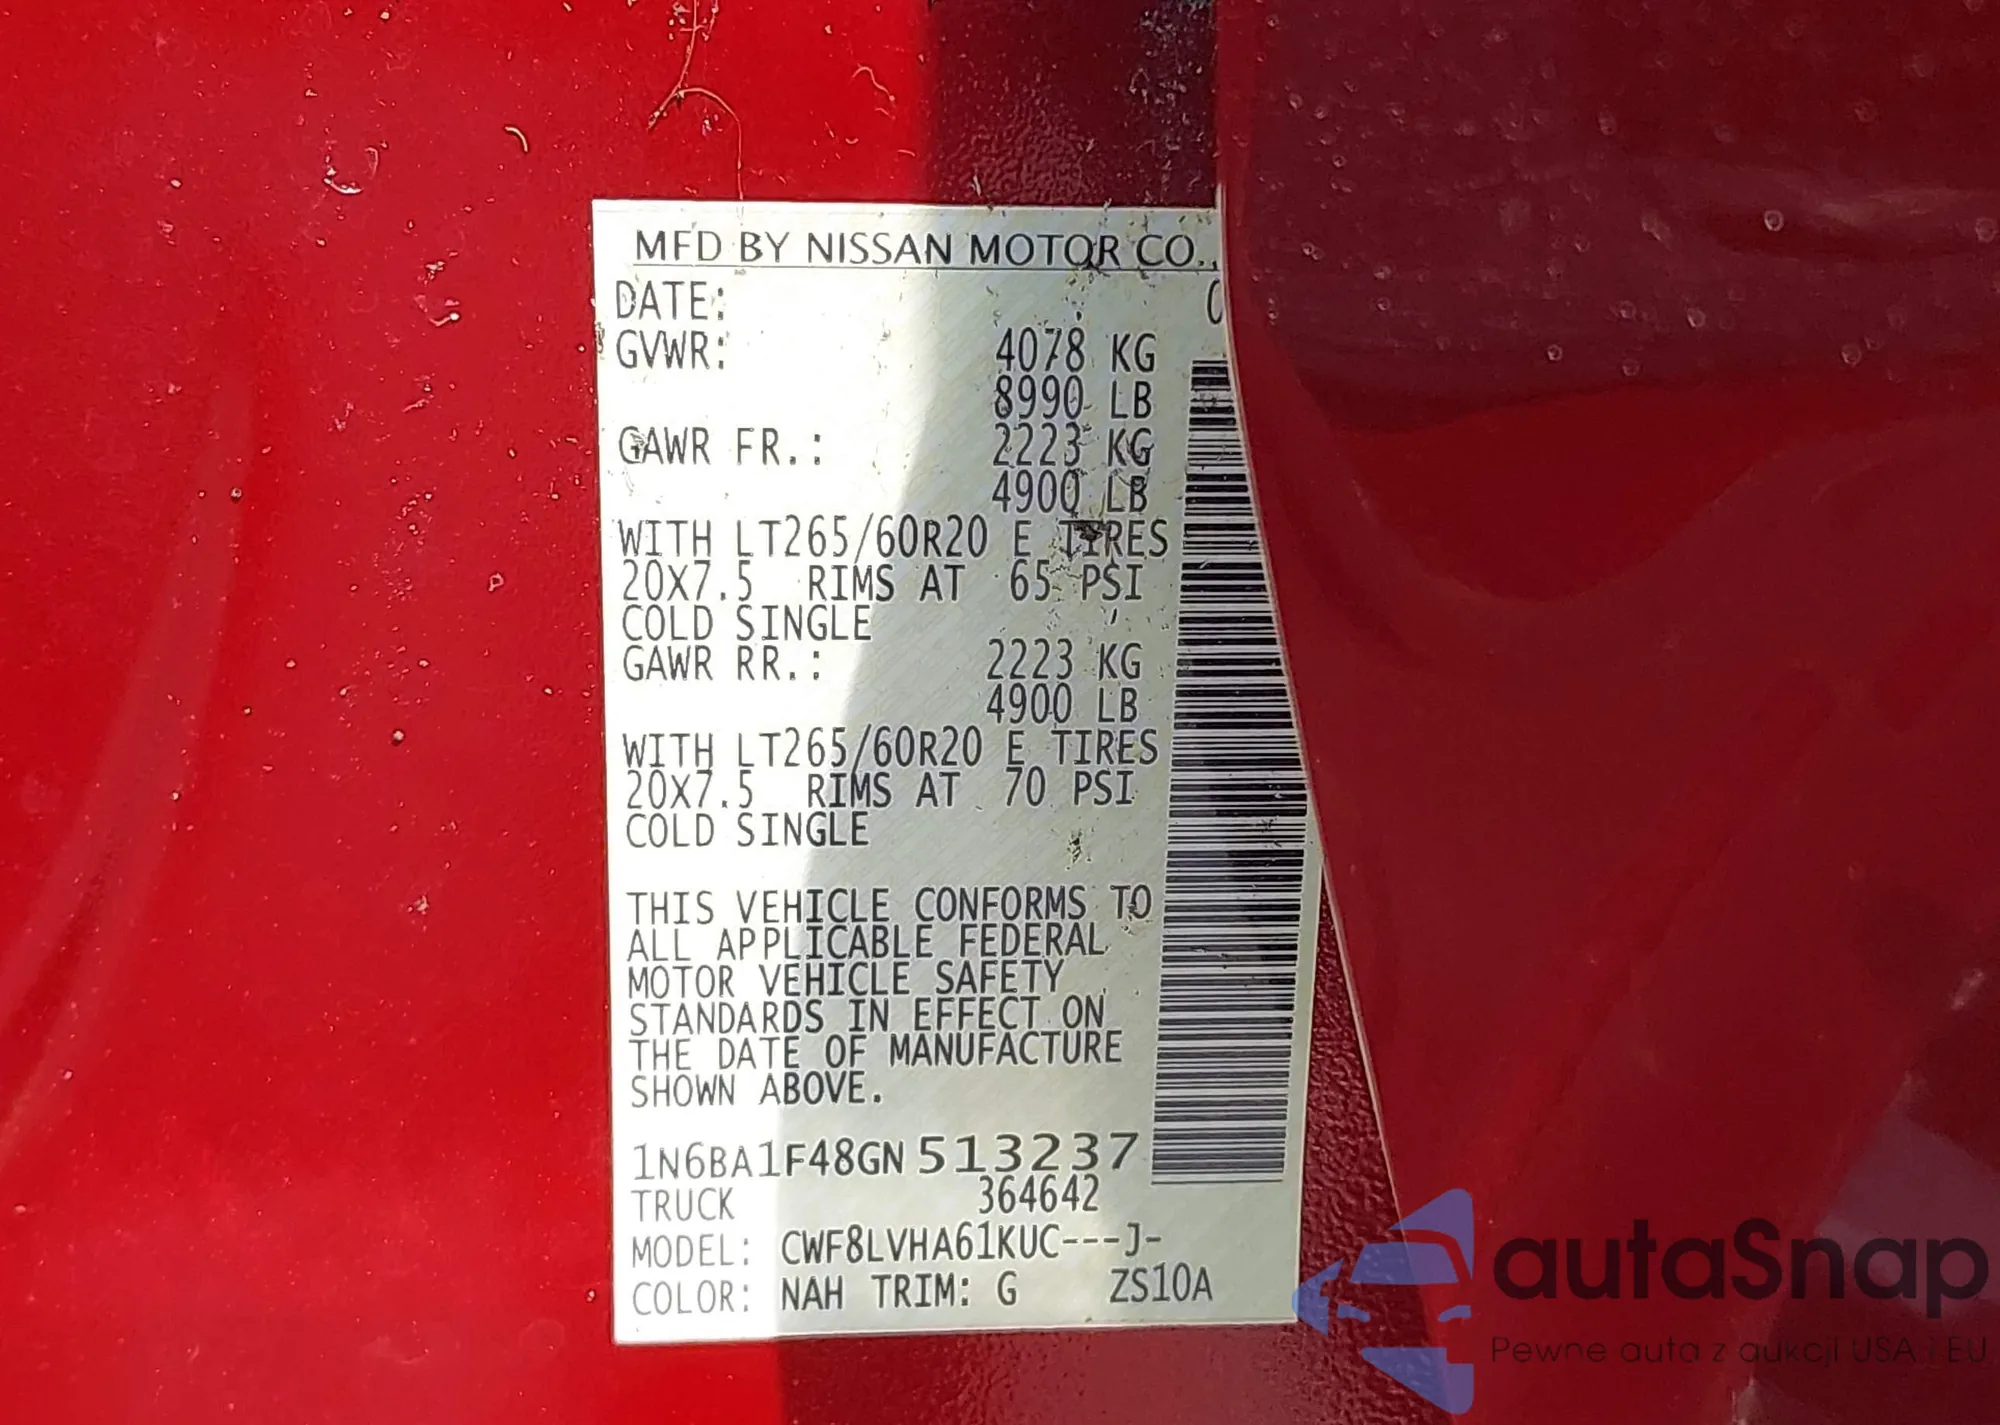 MFD BY NISSAN MOTOR CO.,
DATE: 0
GVWR: 4078 KG
8990 LB
GAWR FR.: 2223 KG
4900 LB
WITH LT265/60R20 E TIRES
20X7.5 RIMS AT 65 PSI
COLD SINGLE
GAWR RR.: 2223 KG
4900 LB
WITH LT265/60R20 E TIRES
20X7.5 RIMS AT 70 PSI
COLD SINGLE
THIS VEHICLE CONFORMS TO
ALL APPLICABLE FEDERAL
MOTOR VEHICLE SAFETY
STANDARDS IN EFFECT ON
THE DATE OF MANUFACTURE
SHOWN ABOVE.
1N6BA1F48GN513237
TRUCK 364642
MODEL: CWF8LVHA61KUC---J-
COLOR: NAH TRIM: G ZS10A
autaSnap
Pewne auta z aukcji USA i EU